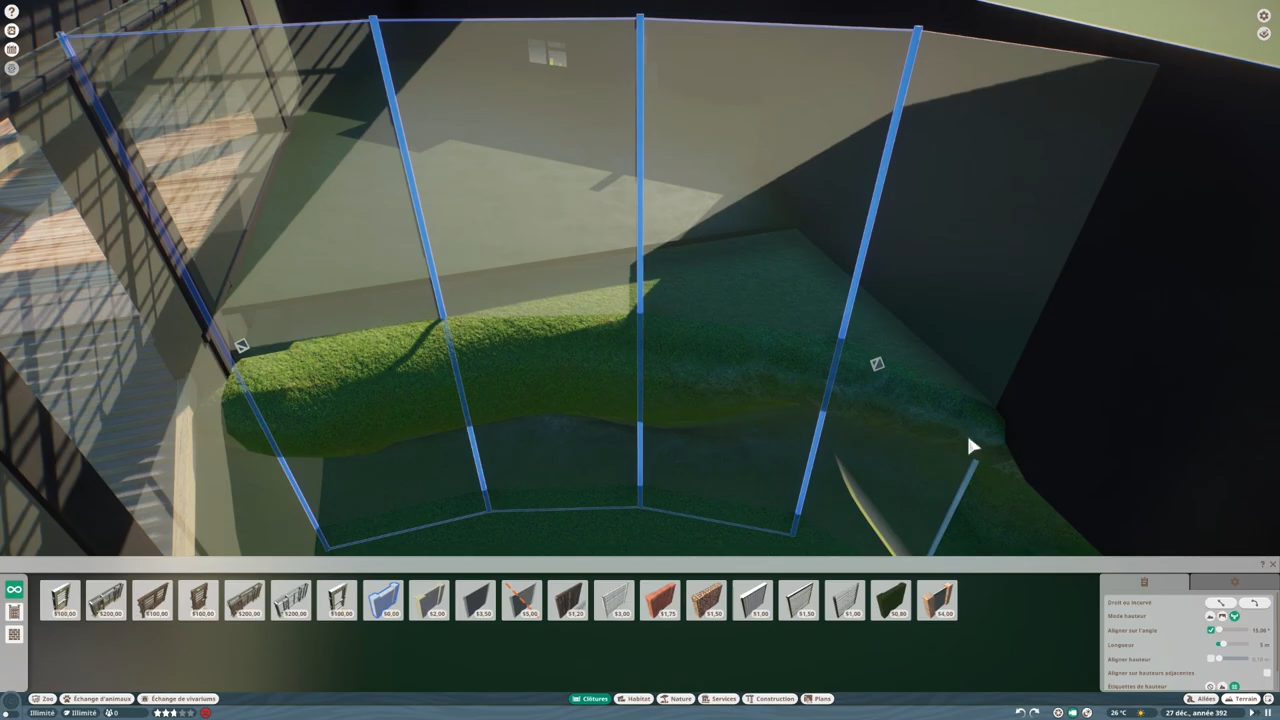 ?
? ×
$100,00 $200,00 $100,00 $100,00 $200,00 $200,00 $100,00 $0,00 $2,00 $3,50 $5,00 $1,20 $3,00 $1,75 $1,50 $1,00 $1,50 $1,00 $0,80 $4,00
Droit ou incurvé
Mode hauteur
Aligner sur l'angle 15,00 °
Longueur 5 m
Aligner hauteur 0,10 m
Aligner sur hauteurs adjacentes
Étiquettes de hauteur
Zoo Échange d'animaux Échange de vivariums Clôtures Habitat Nature Services Construction Plans Allées Terrain
Illimité Illimité 0 26 °C 27 déc., année 392